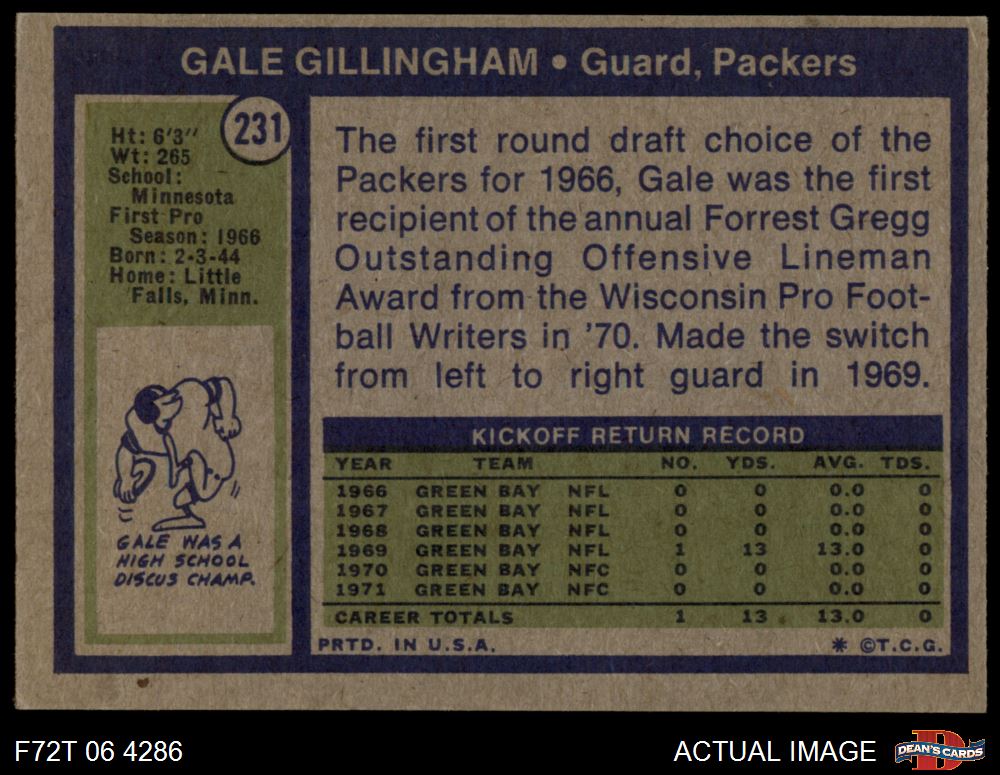 GALE GILLINGHAM • Guard, Packers
231
Ht: 6'3"
Wt: 265
School:
Minnesota
First Pro
Season: 1966
Born: 2-3-44
Home: Little
Falls, Minn.
GALE WAS A
HIGH SCHOOL
DISCUS CHAMP.
The first round draft choice of the
Packers for 1966, Gale was the first
recipient of the annual Forrest Gregg
Outstanding Offensive Lineman
Award from the Wisconsin Pro Foot-
ball Writers in '70. Made the switch
from left to right guard in 1969.
KICKOFF RETURN RECORD
YEAR TEAM NO. YDS. AVG. TDS.
1966 GREEN BAY NFL 0 0 0.0 0
1967 GREEN BAY NFL 0 0 0.0 0
1968 GREEN BAY NFL 0 0 0.0 0
1969 GREEN BAY NFL 1 13 13.0 0
1970 GREEN BAY NFC 0 0 0.0 0
1971 GREEN BAY NFC 0 0 0.0 0
CAREER TOTALS 1 13 13.0 0
PRTD. IN U.S.A. * ©T.C.G.
F72T 06 4286 ACTUAL IMAGE D DEAN'S CARDS